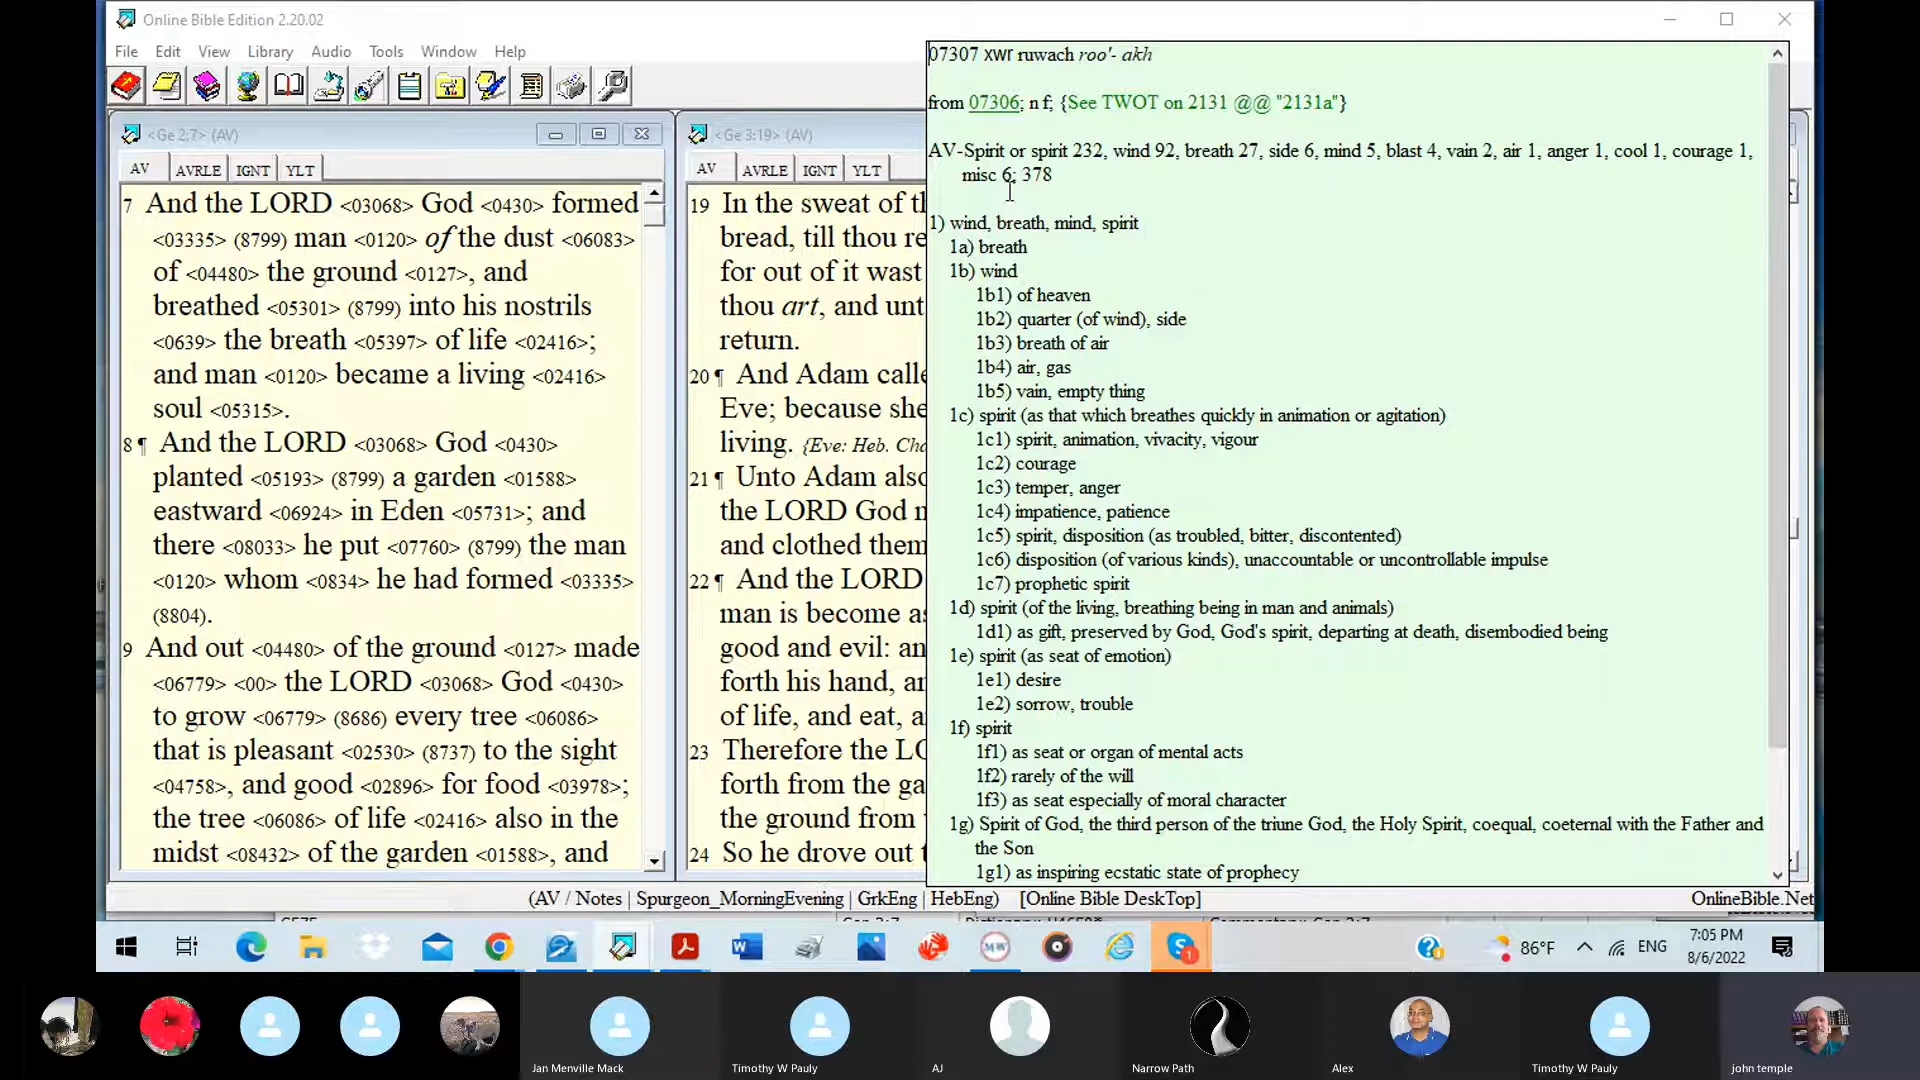 Online Bible Edition 2.20.02
File Edit View Library Audio Tools Window Help
<Ge 2:7> (AV)
AV AVRLE IGNT YLT
7 And the LORD <03068> God <0430> formed
<03335> (8799) man <0120> of the dust <06083>
of <04480> the ground <0127>, and
breathed <05301> (8799) into his nostrils
<0639> the breath <05397> of life <02416>;
and man <0120> became a living <02416>
soul <05315>.
8 ¶ And the LORD <03068> God <0430>
planted <05193> (8799) a garden <01588>
eastward <06924> in Eden <05731>; and
there <08033> he put <07760> (8799) the man
<0120> whom <0834> he had formed <03335>
(8804).
9 And out <04480> of the ground <0127> made
<06779> <00> the LORD <03068> God <0430>
to grow <06779> (8686) every tree <06086>
that is pleasant <02530> (8737) to the sight
<04758>, and good <02896> for food <03978>;
the tree <06086> of life <02416> also in the
midst <08432> of the garden <01588>, and
<Ge 3:19> (AV)
AV AVRLE IGNT YLT
19 In the sweat of th
bread, till thou re
for out of it wast
thou art, and unt
return.
20 ¶ And Adam calle
Eve; because she
living. {Eve: Heb. Cha
21 ¶ Unto Adam also
the LORD God m
and clothed them
22 ¶ And the LORD
man is become as
good and evil: an
forth his hand, an
of life, and eat, a
23 Therefore the LO
forth from the ga
the ground from
24 So he drove out t
07307 xwr ruwach roo'- akh
from 07306; n f; {See TWOT on 2131 @@ "2131a"}
AV-Spirit or spirit 232, wind 92, breath 27, side 6, mind 5, blast 4, vain 2, air 1, anger 1, cool 1, courage 1,
misc 6; 378
1) wind, breath, mind, spirit
1a) breath
1b) wind
1b1) of heaven
1b2) quarter (of wind), side
1b3) breath of air
1b4) air, gas
1b5) vain, empty thing
1c) spirit (as that which breathes quickly in animation or agitation)
1c1) spirit, animation, vivacity, vigour
1c2) courage
1c3) temper, anger
1c4) impatience, patience
1c5) spirit, disposition (as troubled, bitter, discontented)
1c6) disposition (of various kinds), unaccountable or uncontrollable impulse
1c7) prophetic spirit
1d) spirit (of the living, breathing being in man and animals)
1d1) as gift, preserved by God, God's spirit, departing at death, disembodied being
1e) spirit (as seat of emotion)
1e1) desire
1e2) sorrow, trouble
1f) spirit
1f1) as seat or organ of mental acts
1f2) rarely of the will
1f3) as seat especially of moral character
1g) Spirit of God, the third person of the triune God, the Holy Spirit, coequal, coeternal with the Father and
the Son
1g1) as inspiring ecstatic state of prophecy
(AV / Notes | Spurgeon_MorningEvening | GrkEng | HebEng) [Online Bible DeskTop] OnlineBible.Net
86°F ENG 7:05 PM
8/6/2022
Jan Menville Mack Timothy W Pauly AJ Narrow Path Alex Timothy W Pauly john temple